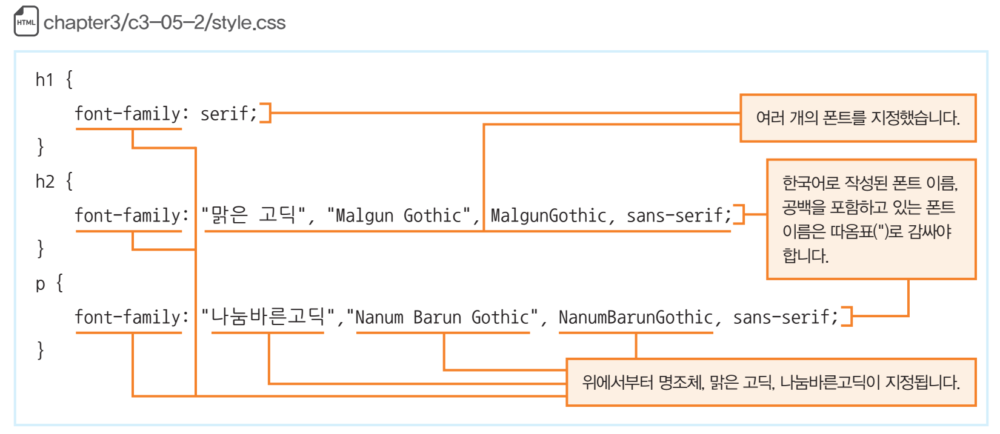 HTML chapter3/c3-05-2/style.css
h1 {
font-family: serif;
여러 개의 폰트를 지정했습니다.
}
h2 {
font-family: "맑은 고딕", "Malgun Gothic", MalgunGothic, sans-serif;
한국어로 작성된 폰트 이름,
공백을 포함하고 있는 폰트
이름은 따옴표(")로 감싸야
합니다.
}
p {
font-family: "나눔바른고딕","Nanum Barun Gothic", NanumBarunGothic, sans-serif;
}
위에서부터 명조체, 맑은 고딕, 나눔바른고딕이 지정됩니다.